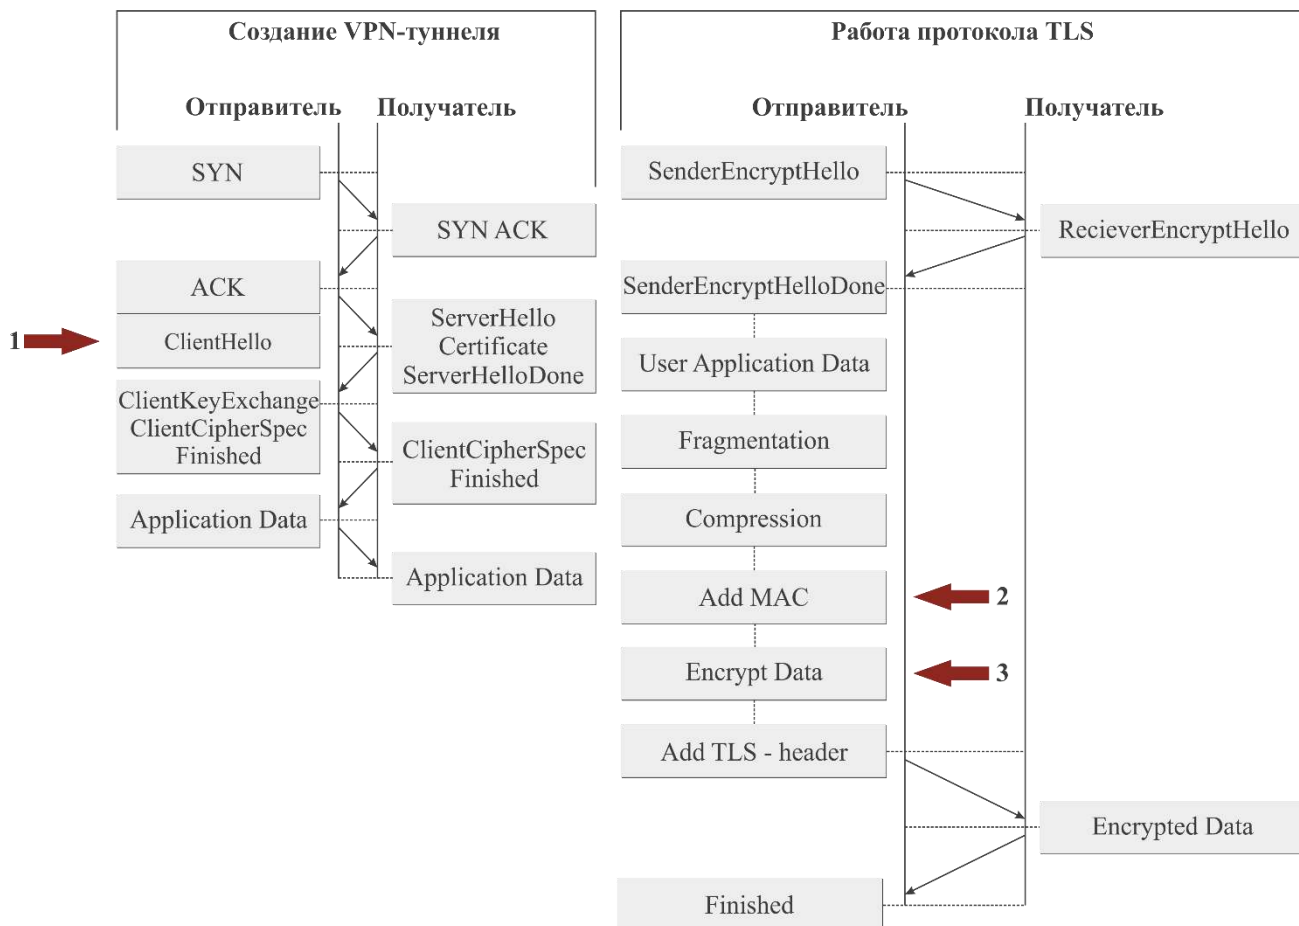 Создание VPN-туннеля
Отправитель
Получатель
SYN
SYN ACK
ACK
1
ClientHello
ServerHello
Certificate
ServerHelloDone
ClientKeyExchange
ClientCipherSpec
Finished
ClientCipherSpec
Finished
Application Data
Application Data
Работа протокола TLS
Отправитель
Получатель
SenderEncryptHello
RecieverEncryptHello
SenderEncryptHelloDone
User Application Data
Fragmentation
Compression
Add MAC
2
Encrypt Data
3
Add TLS - header
Encrypted Data
Finished